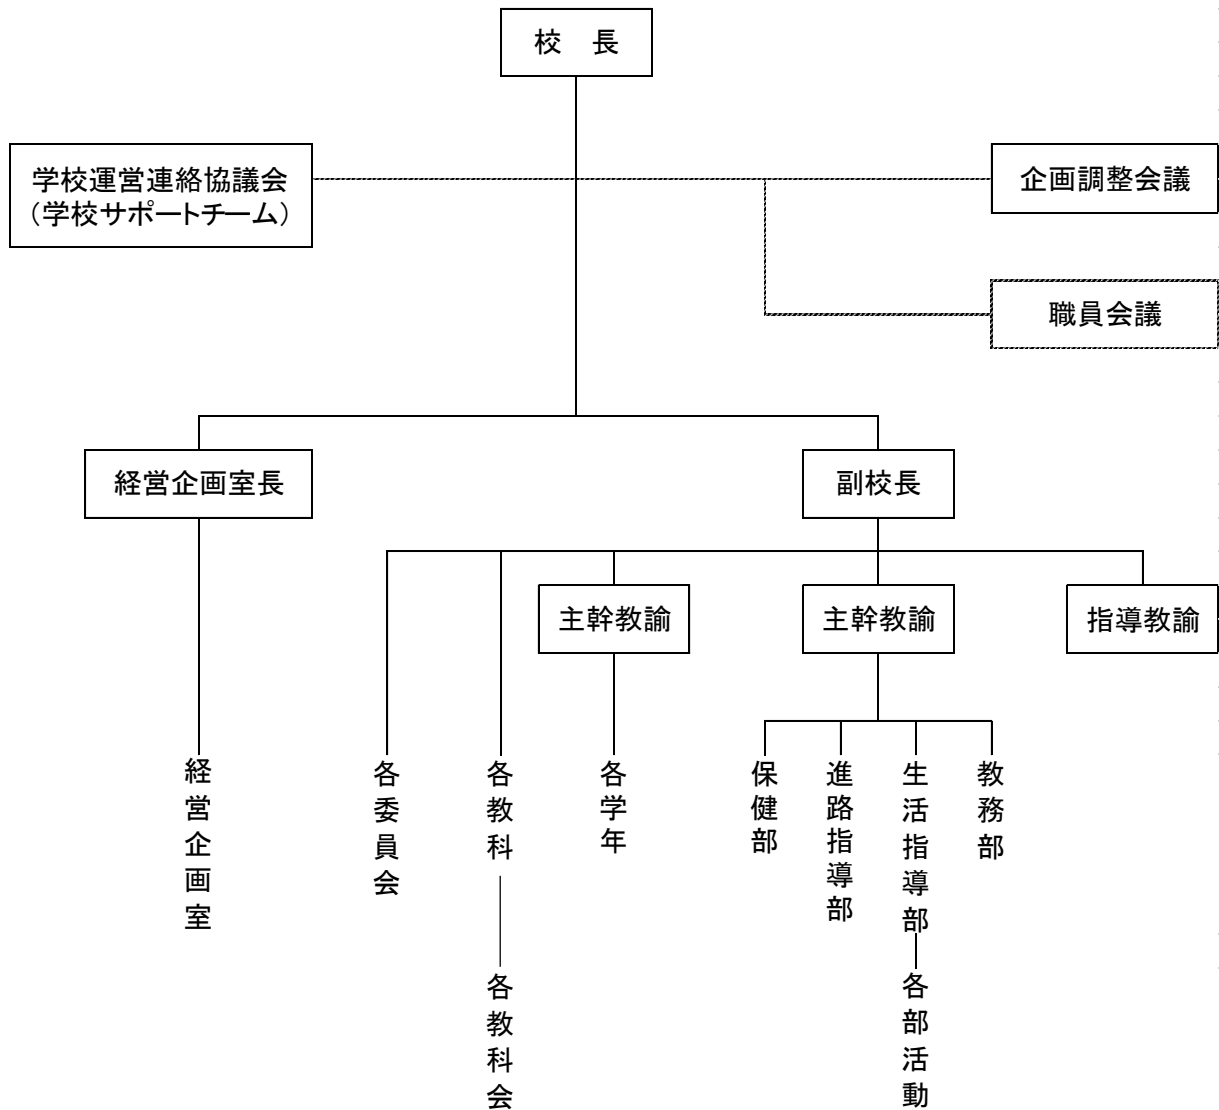 校　長
学校運営連絡協議会
（学校サポートチーム）
企画調整会議
職員会議
経営企画室長
副校長
主幹教諭
主幹教諭
指導教諭
経営企画室
各委員会
各教科
各学年
保健部
進路指導部
生活指導部
教務部
各教科会
各部活動